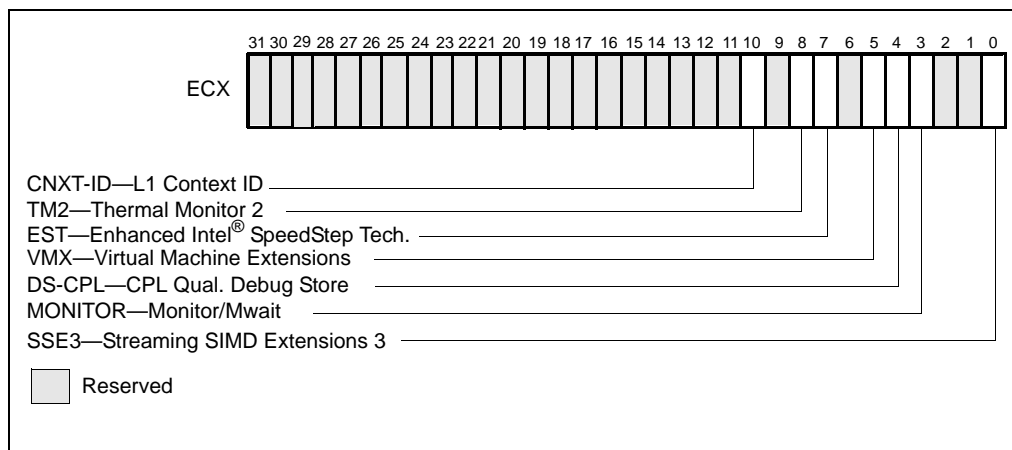 31 30 29 28 27 26 25 24 23 22 21 20 19 18 17 16 15 14 13 12 11 10 9 8 7 6 5 4 3 2 1 0
ECX
CNXT-ID—L1 Context ID
TM2—Thermal Monitor 2
EST—Enhanced Intel® SpeedStep Tech.
VMX—Virtual Machine Extensions
DS-CPL—CPL Qual. Debug Store
MONITOR—Monitor/Mwait
SSE3—Streaming SIMD Extensions 3
Reserved